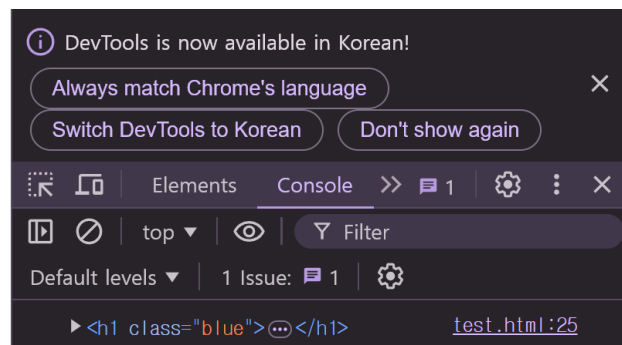 DevTools is now available in Korean!
Always match Chrome's language
Switch DevTools to Korean Don't show again
Elements Console 1
top Filter
Default levels 1 Issue: 1
<h1 class="blue">…</h1> test.html:25